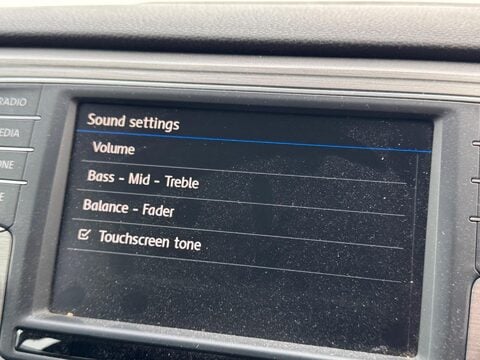 RADIO
Sound settings
MEDIA
Volume
Bass - Mid - Treble
Balance - Fader
Touchscreen tone